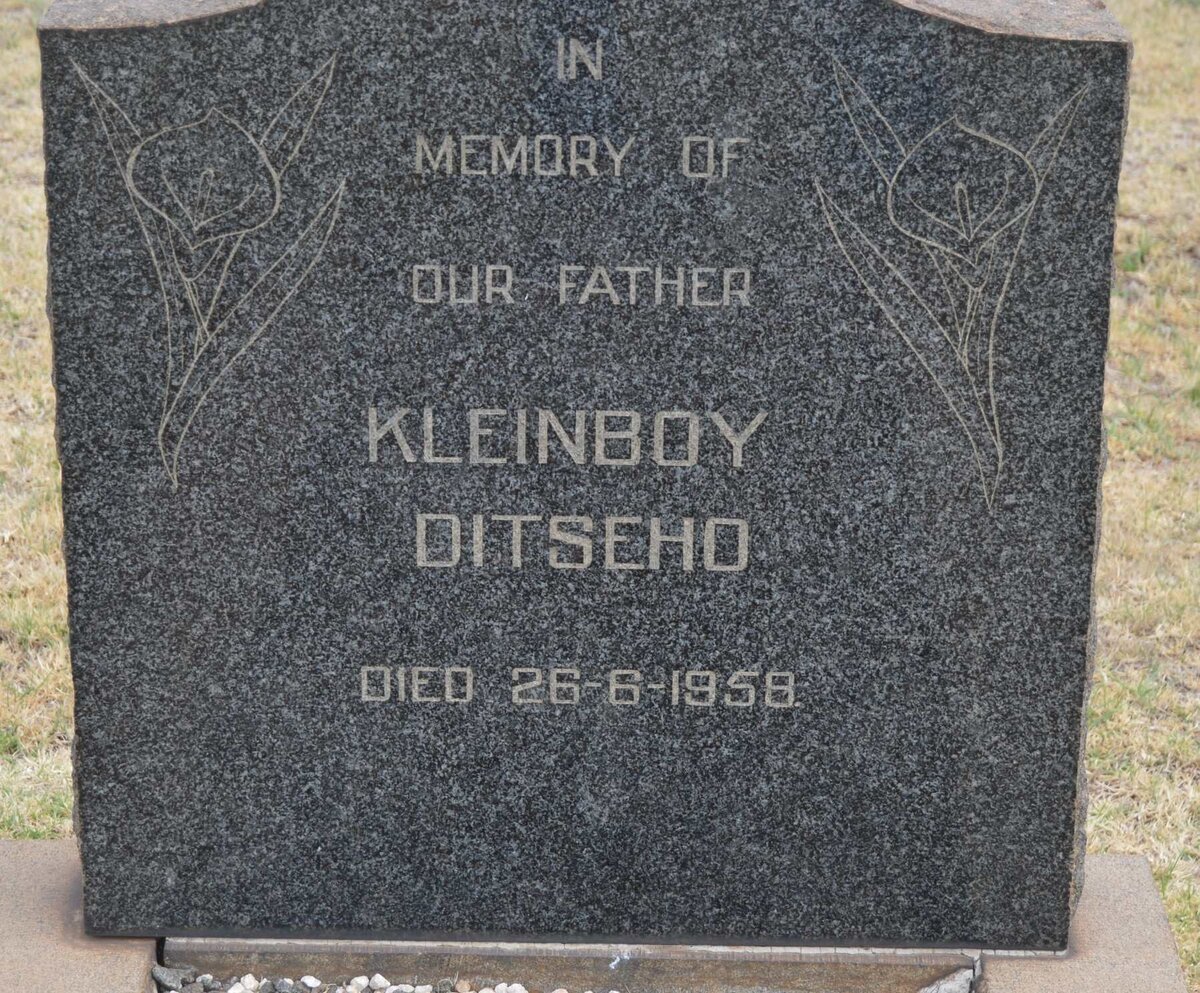 IN
MEMORY OF
OUR FATHER
KLEINBOY
DITSEHO
DIED 26-6-1958.